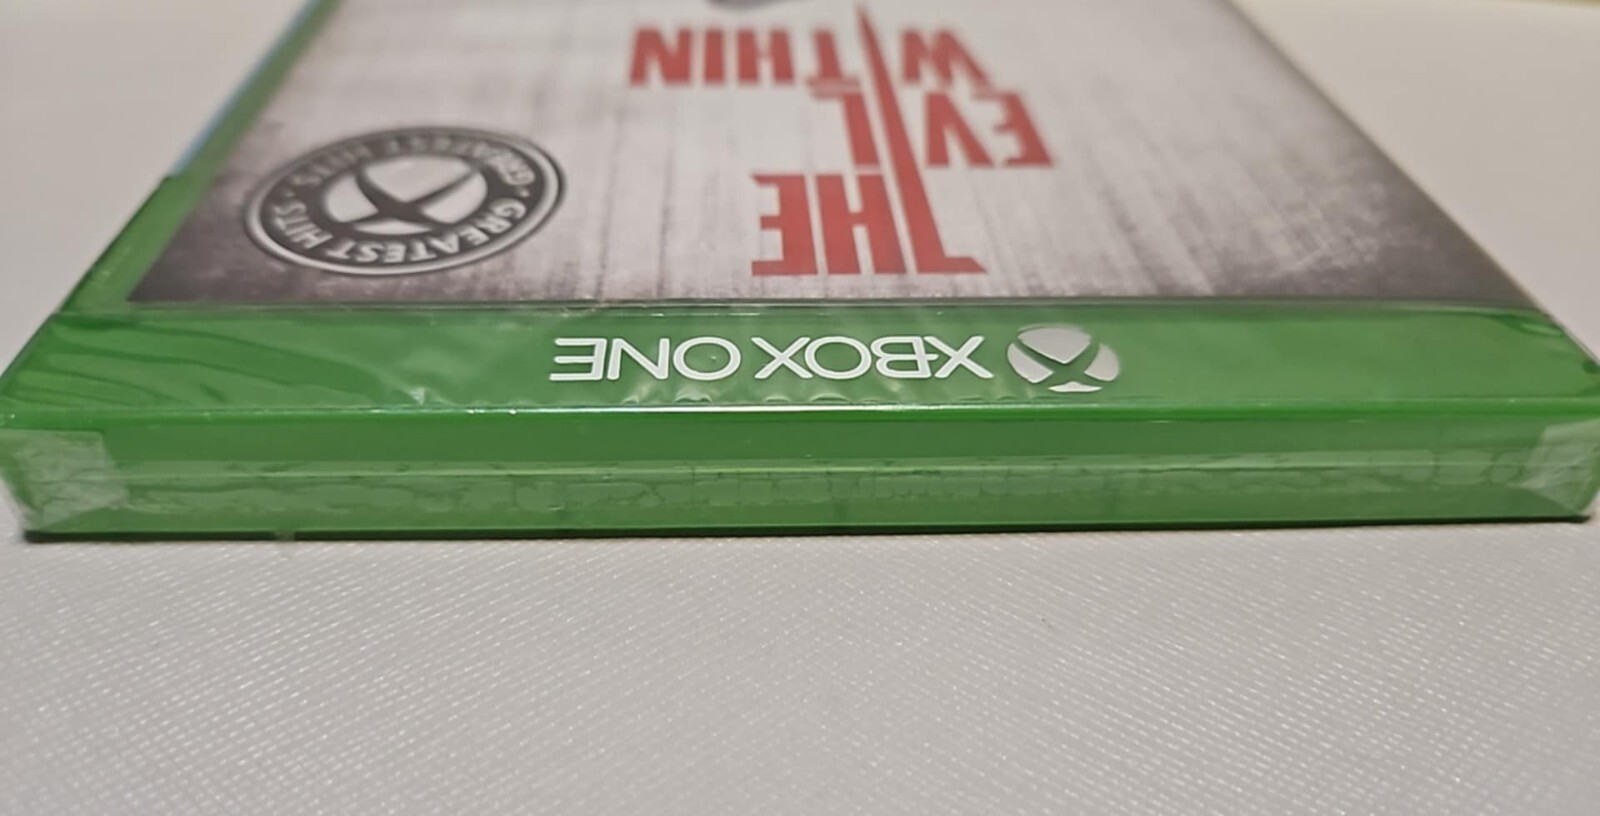 XBOX ONE
THE
EVIL
WITHIN
GREATEST HITS · GREATEST HITS ·